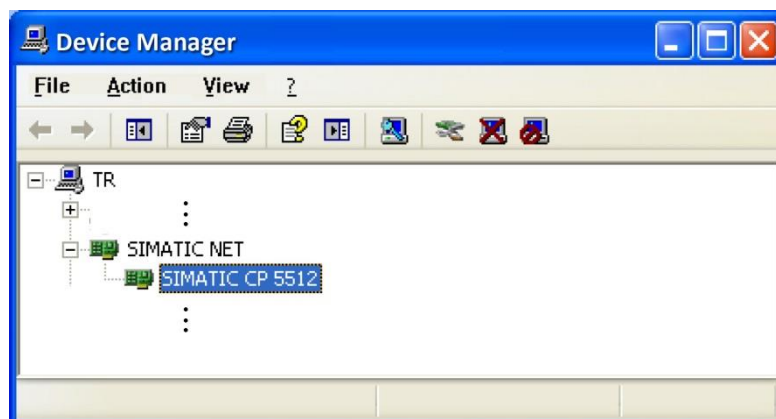 Device Manager
File Action View ?
TR
SIMATIC NET
SIMATIC CP 5512